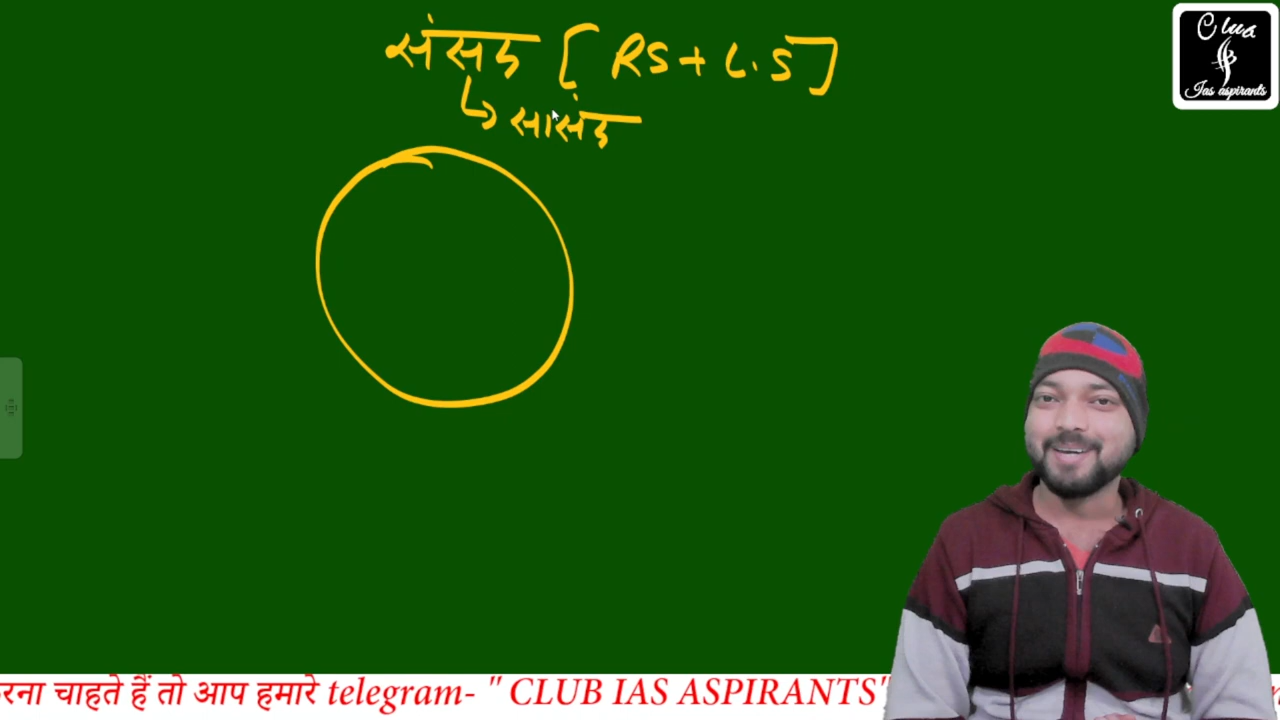 संसद [ RS + L.S ]
↳ सांसद
Club
Ias aspirants
रना चाहते हैं तो आप हमारे telegram- " CLUB IAS ASPIRANTS"